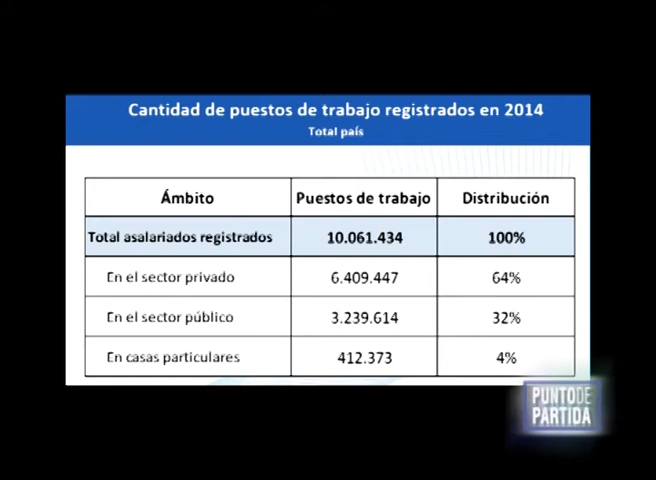 Cantidad de puestos de trabajo registrados en 2014
Total país
Ámbito Puestos de trabajo Distribución
Total asalariados registrados 10.061.434 100%
En el sector privado 6.409.447 64%
En el sector público 3.239.614 32%
En casas particulares 412.373 4%
PUNTODE
PARTIDA